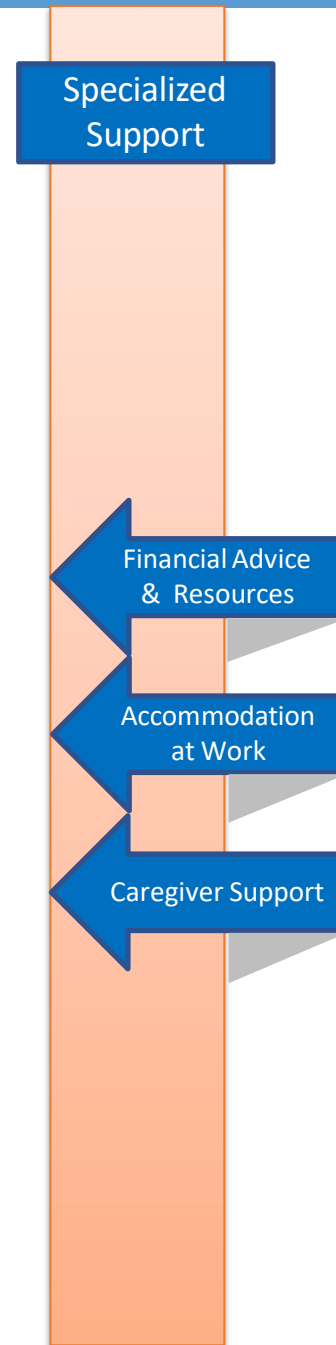 Specialized
Support
Financial Advice
& Resources
Accommodation
at Work
Caregiver Support